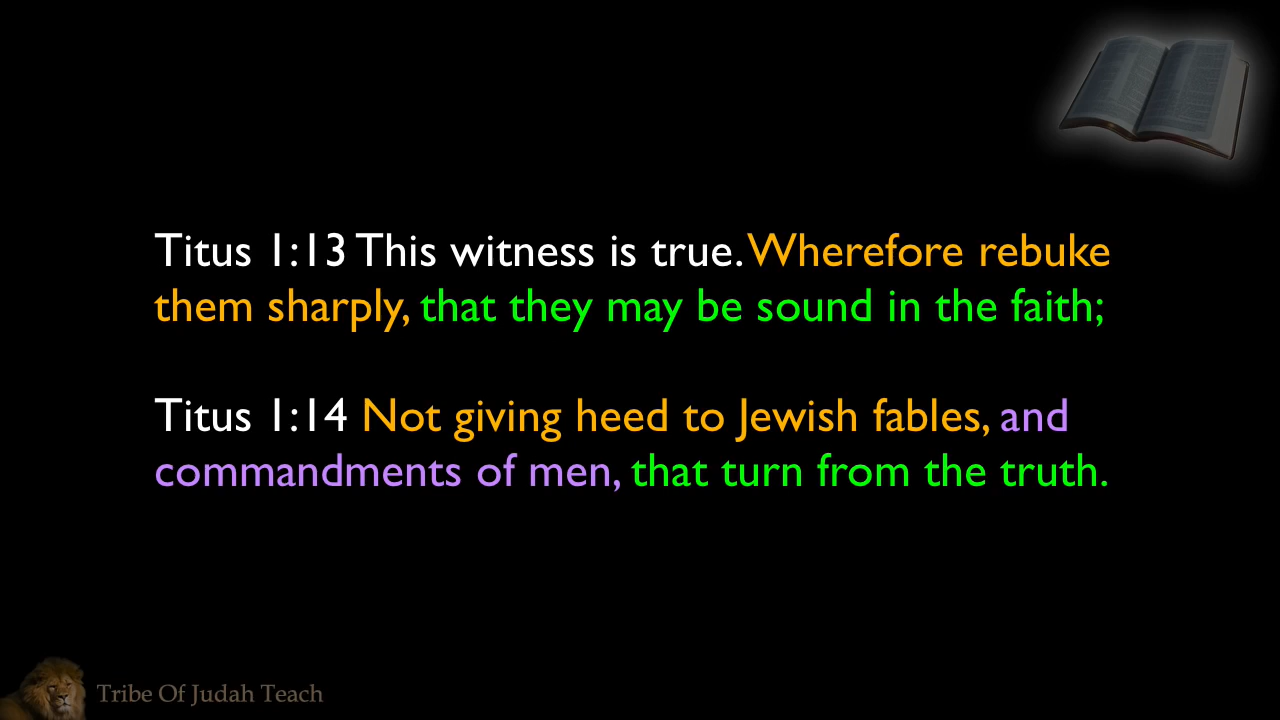 Titus 1:13 This witness is true. Wherefore rebuke
them sharply, that they may be sound in the faith;
Titus 1:14 Not giving heed to Jewish fables, and
commandments of men, that turn from the truth.
Tribe Of Judah Teach